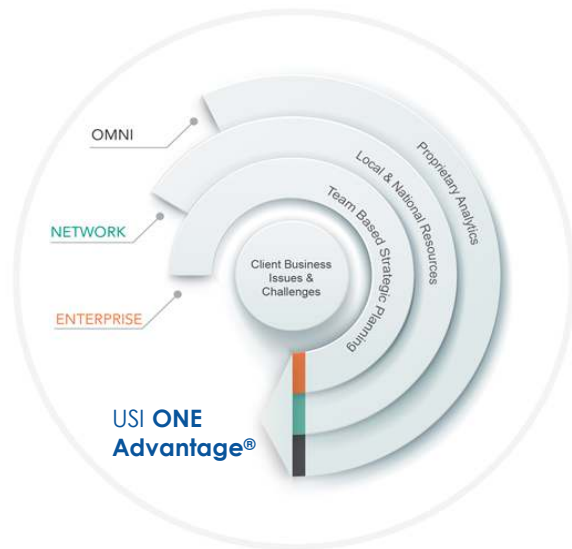 OMNI
NETWORK
ENTERPRISE
Proprietary Analytics
Local & National Resources
Team Based Strategic Planning
Client Business
Issues &
Challenges
USI ONE
Advantage®